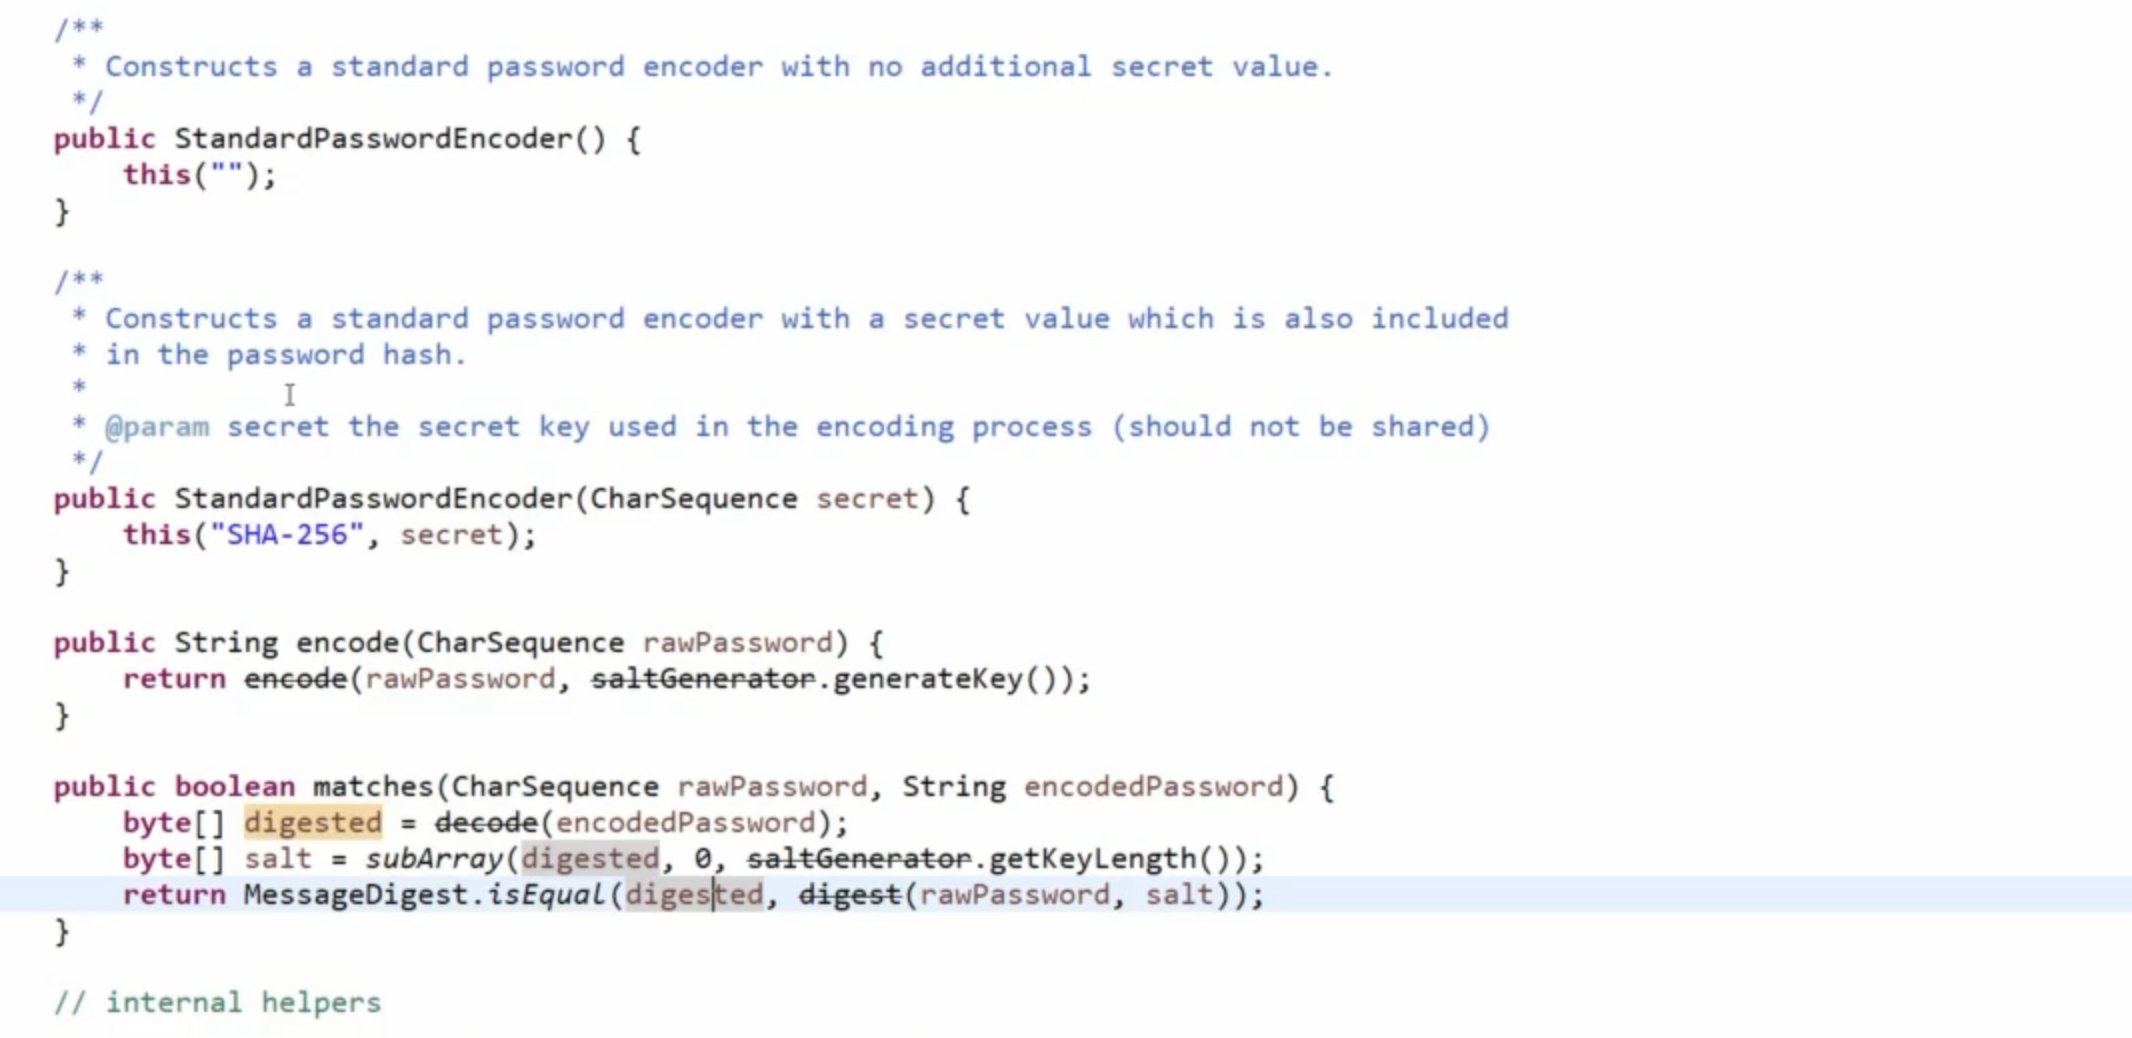 /**
 * Constructs a standard password encoder with no additional secret value.
 */
public StandardPasswordEncoder() {
    this("");
}

/**
 * Constructs a standard password encoder with a secret value which is also included
 * in the password hash.
 *
 * @param secret the secret key used in the encoding process (should not be shared)
 */
public StandardPasswordEncoder(CharSequence secret) {
    this("SHA-256", secret);
}

public String encode(CharSequence rawPassword) {
    return encode(rawPassword, saltGenerator.generateKey());
}

public boolean matches(CharSequence rawPassword, String encodedPassword) {
    byte[] digested = decode(encodedPassword);
    byte[] salt = subArray(digested, 0, saltGenerator.getKeyLength());
    return MessageDigest.isEqual(digested, digest(rawPassword, salt));
}

// internal helpers